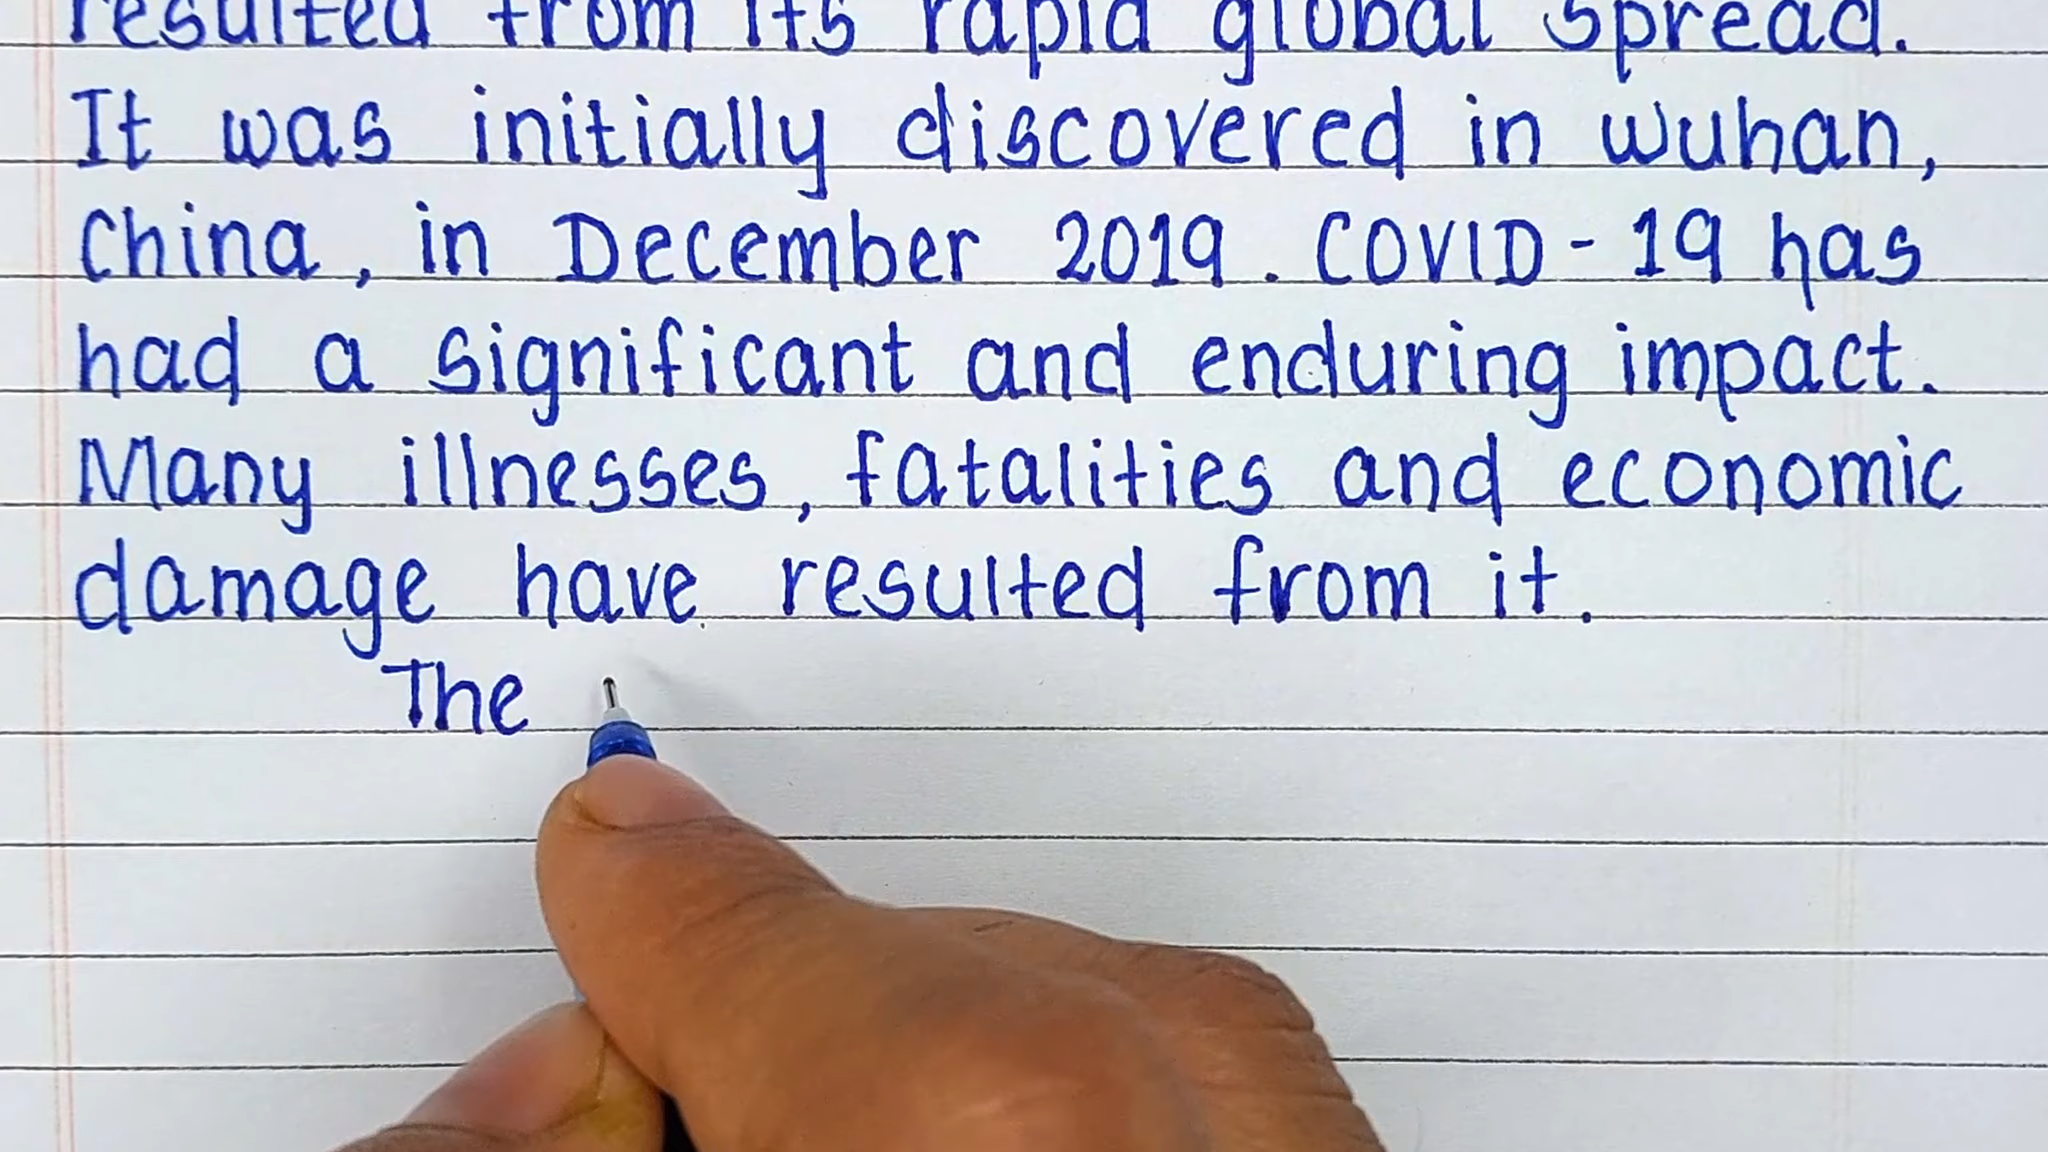 resulted from its rapid global spread.
It was initially discovered in wuhan,
China, in December 2019. COVID-19 has
had a significant and enduring impact.
Many illnesses, fatalities and economic
damage have resulted from it.
The